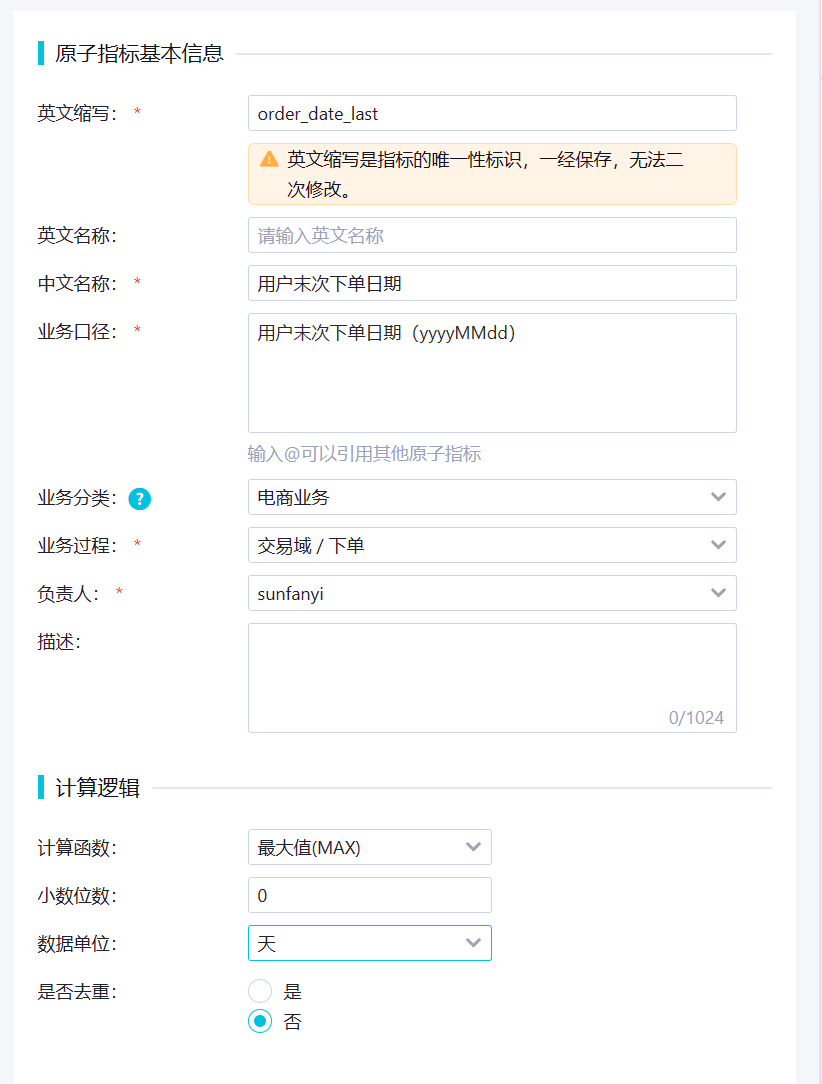 原子指标基本信息
英文缩写： *
order_date_last
英文缩写是指标的唯一性标识，一经保存，无法二
次修改。
英文名称：
请输入英文名称
中文名称： *
用户末次下单日期
业务口径： *
用户末次下单日期（yyyyMMdd）
输入@可以引用其他原子指标
业务分类： ?
电商业务
业务过程： *
交易域 / 下单
负责人： *
sunfanyi
描述：
0/1024
计算逻辑
计算函数：
最大值(MAX)
小数位数：
0
数据单位：
天
是否去重：
是
否